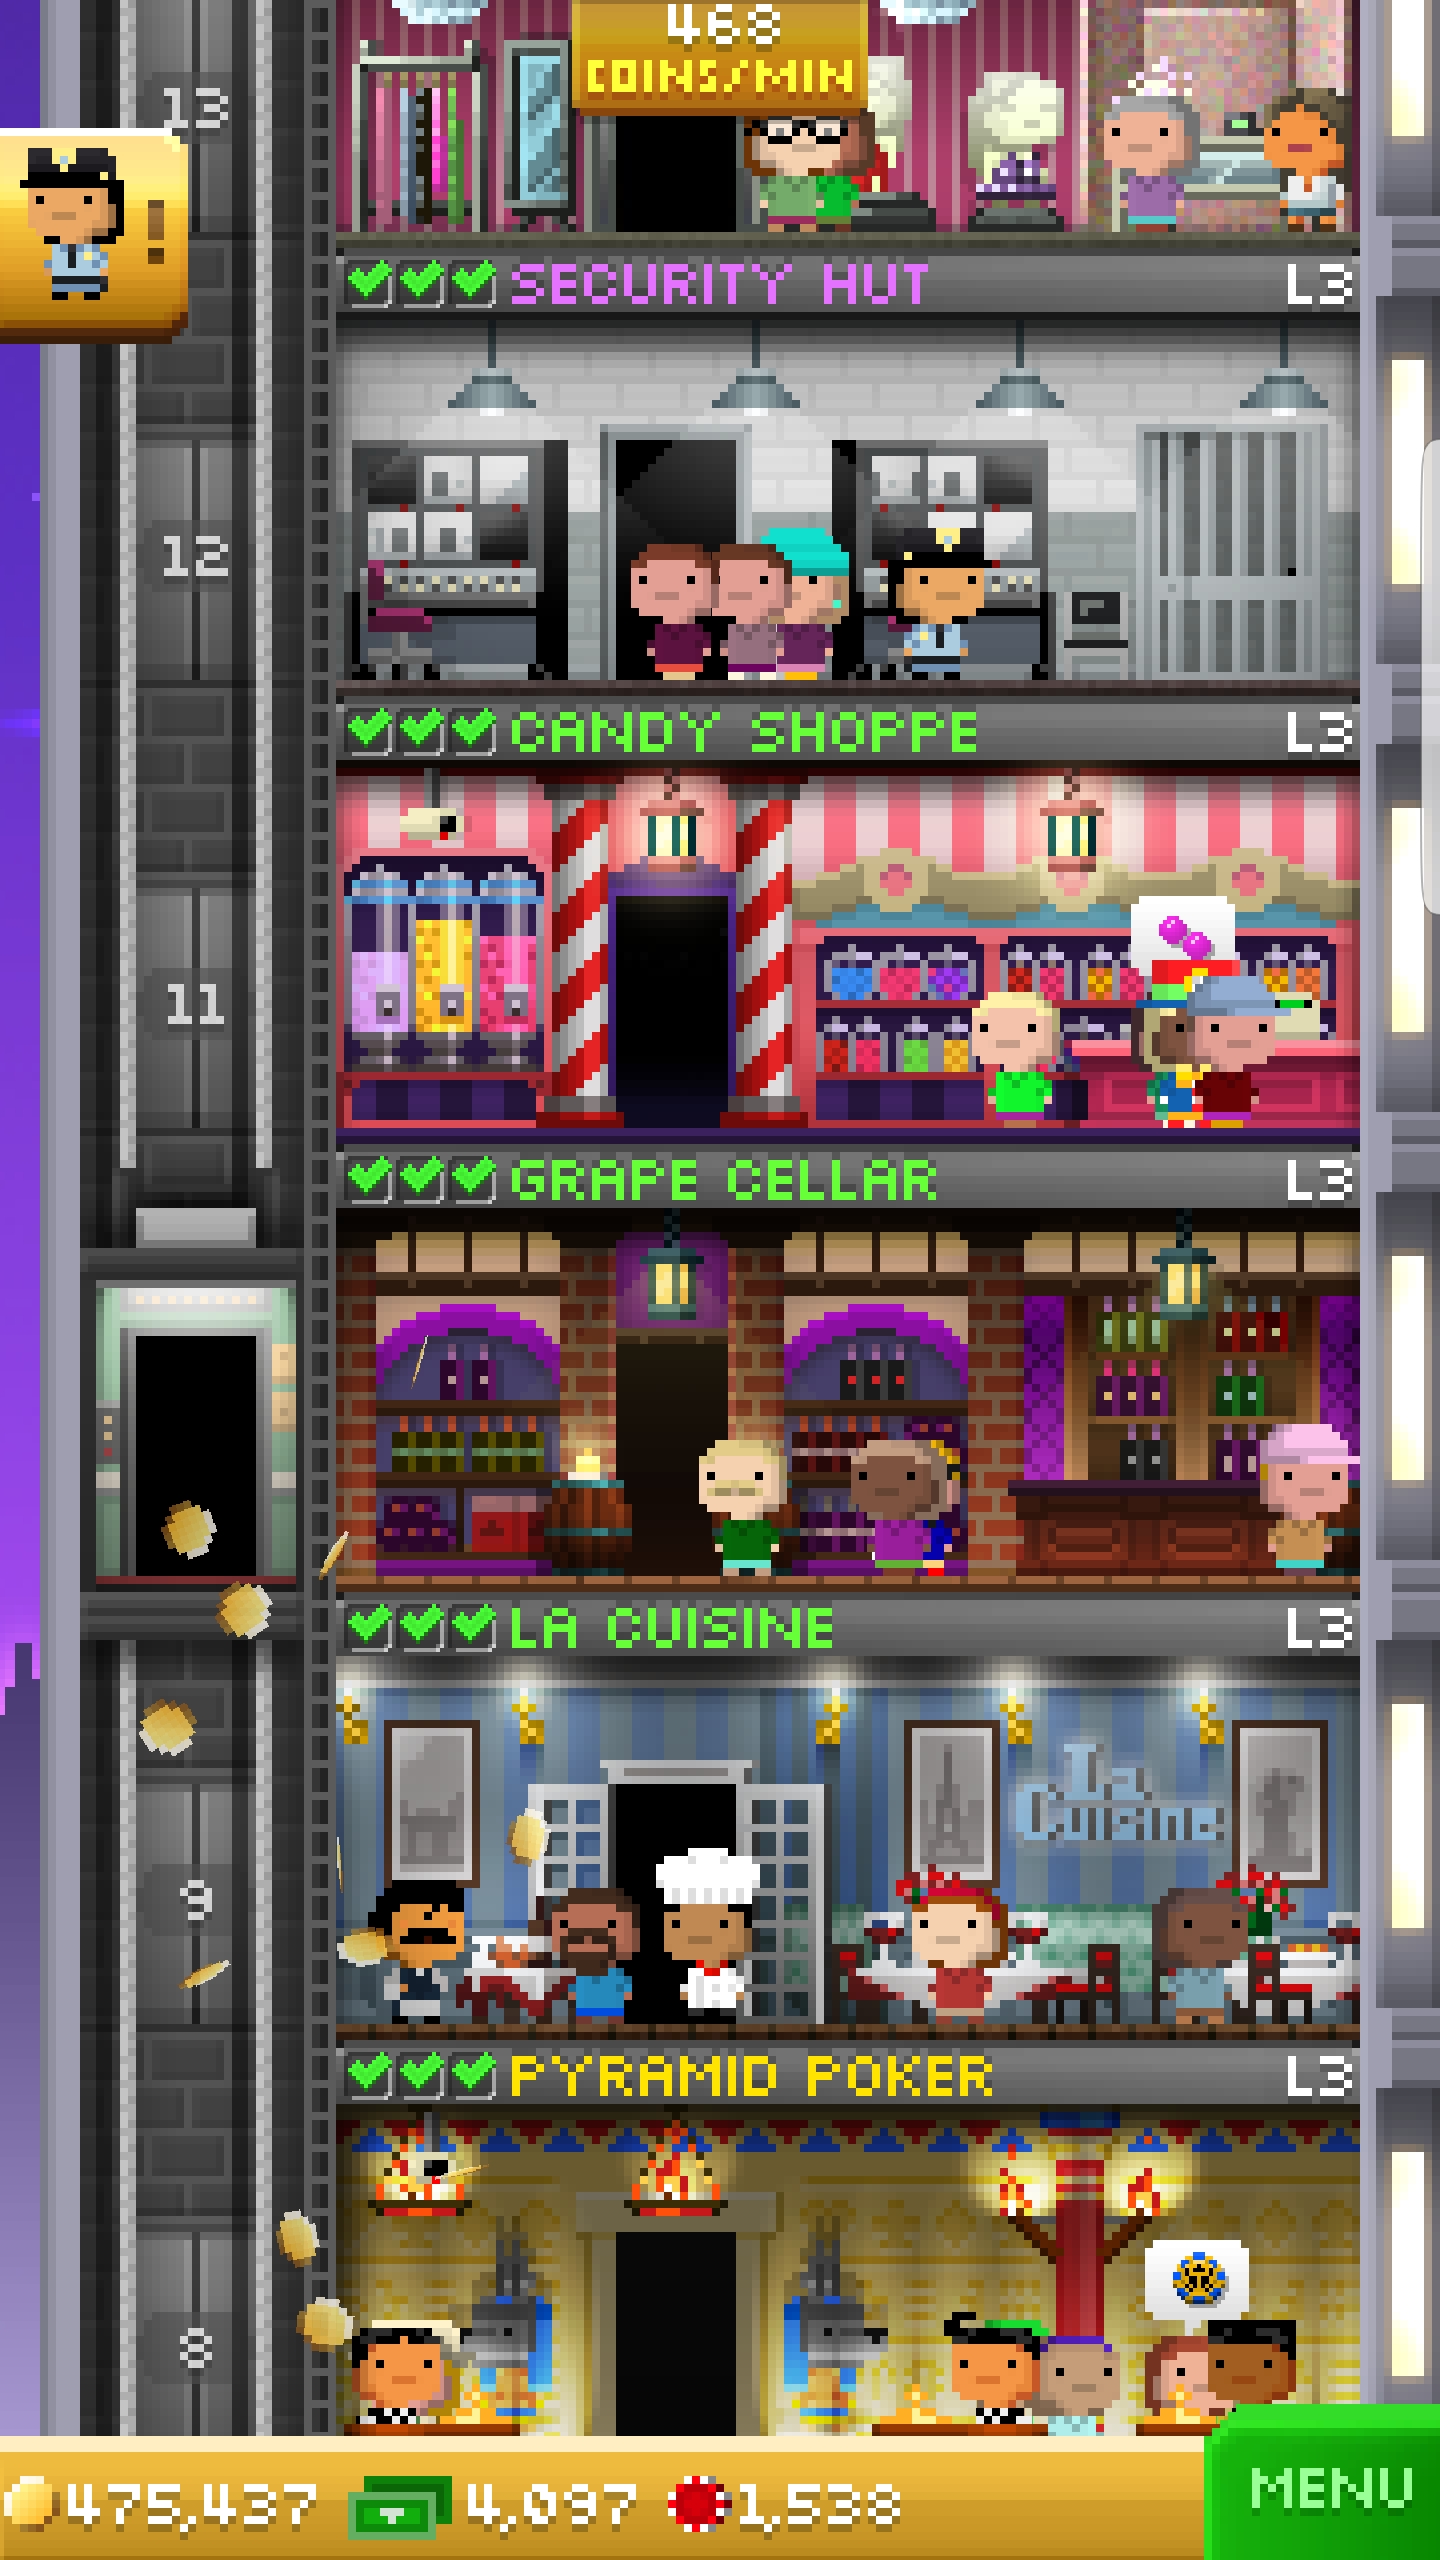 468
COINS/MIN
13
!
SECURITY HUT L3
12
CANDY SHOPPE L3
11
GRAPE CELLAR L3
LA CUISINE L3
La
Cuisine
9
PYRAMID POKER L3
8
475,437 4,097 1,538
MENU